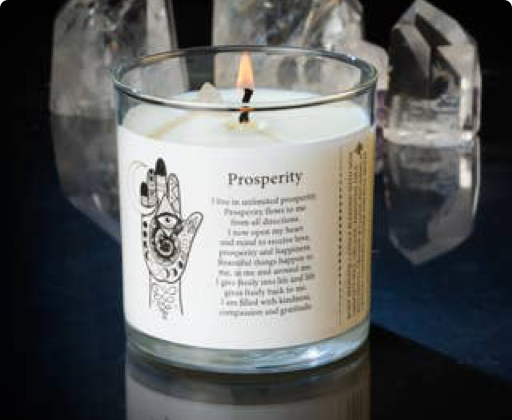 Prosperity
I live in unlimited prosperity.
Prosperity flows to me
from all directions.
I now open my heart
and mind to receive love,
prosperity and happiness.
Beautiful things happen to
me, in me and around me.
I give freely into life and life
gives freely back to me.
I am filled with kindness,
compassion and gratitude.